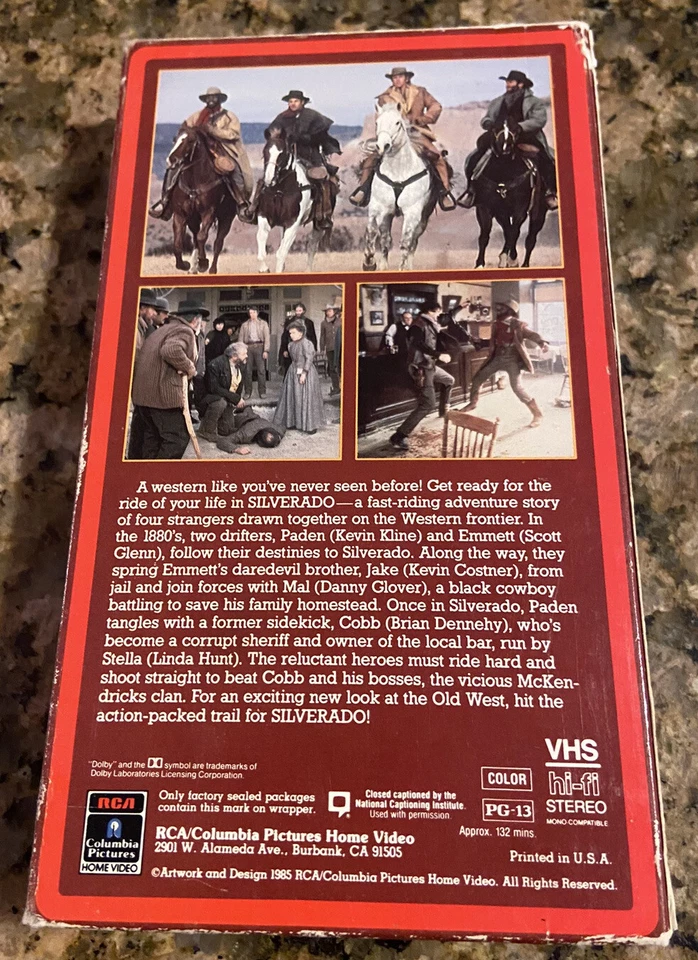 A western like you've never seen before! Get ready for the
ride of your life in SILVERADO—a fast-riding adventure story
of four strangers drawn together on the Western frontier. In
the 1880's, two drifters, Paden (Kevin Kline) and Emmett (Scott
Glenn), follow their destinies to Silverado. Along the way, they
spring Emmett's daredevil brother, Jake (Kevin Costner), from
jail and join forces with Mal (Danny Glover), a black cowboy
battling to save his family homestead. Once in Silverado, Paden
tangles with a former sidekick, Cobb (Brian Dennehy), who's
become a corrupt sheriff and owner of the local bar, run by
Stella (Linda Hunt). The reluctant heroes must ride hard and
shoot straight to beat Cobb and his bosses, the vicious McKen-
dricks clan. For an exciting new look at the Old West, hit the
action-packed trail for SILVERADO!
"Dolby" and the DD symbol are trademarks of
Dolby Laboratories Licensing Corporation.
RCA
Columbia
Pictures
HOME VIDEO
Only factory sealed packages
contain this mark on wrapper.
Closed captioned by the
National Captioning Institute.
Used with permission.
COLOR
PG-13
Approx. 132 mins.
VHS
hi-fi
STEREO
MONO COMPATIBLE
RCA/Columbia Pictures Home Video
2901 W. Alameda Ave., Burbank, CA 91505
Printed in U.S.A.
©Artwork and Design 1985 RCA/Columbia Pictures Home Video. All Rights Reserved.